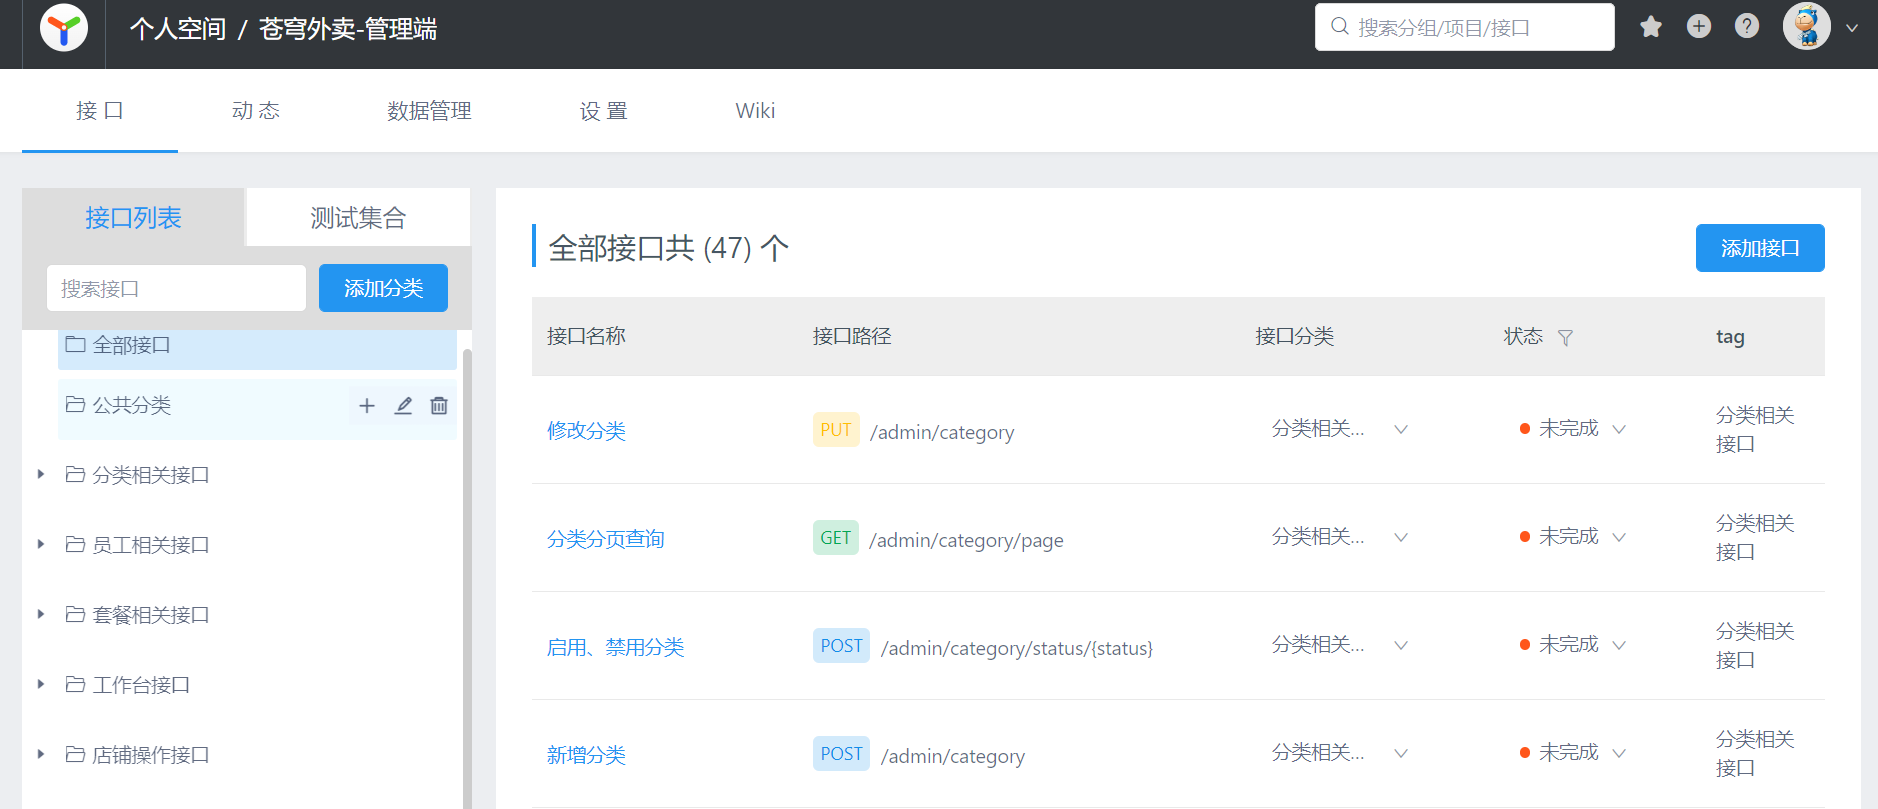 个人空间 / 苍穹外卖-管理端
搜索分组/项目/接口
接 口
动 态
数据管理
设 置
Wiki
接口列表
测试集合
搜索接口
添加分类
全部接口
公共分类
分类相关接口
员工相关接口
套餐相关接口
工作台接口
店铺操作接口
全部接口共 (47) 个
添加接口
接口名称 接口路径 接口分类 状态 tag
修改分类 PUT /admin/category 分类相关... 未完成 分类相关
接口
分类分页查询 GET /admin/category/page 分类相关... 未完成 分类相关
接口
启用、禁用分类 POST /admin/category/status/{status} 分类相关... 未完成 分类相关
接口
新增分类 POST /admin/category 分类相关... 未完成 分类相关
接口